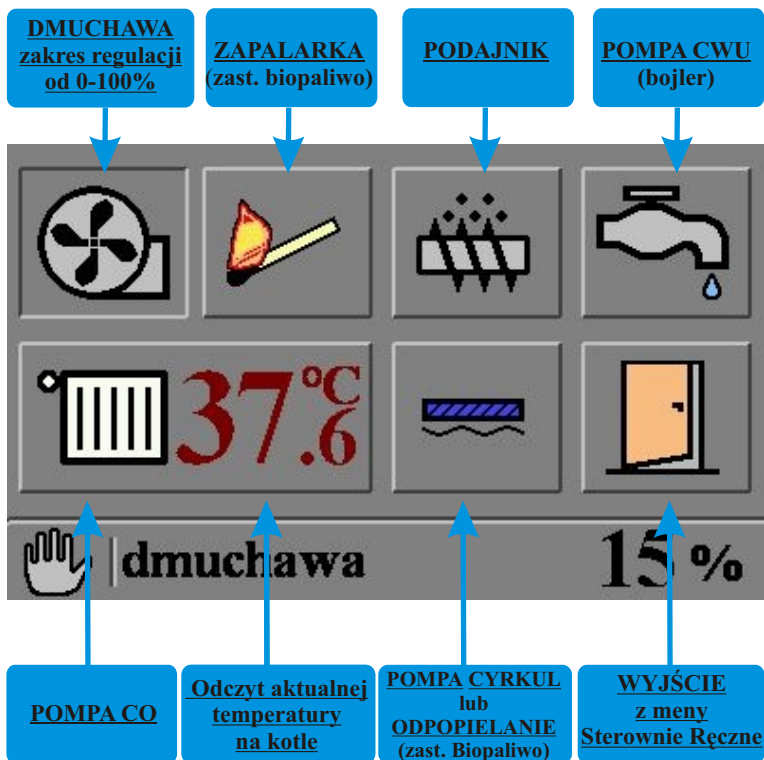 DMUCHAWA
zakres regulacji
od 0-100%
ZAPALARKA
(zast. biopaliwo)
PODAJNIK
POMPA CWU
(bojler)
37.6 °C
dmuchawa 15 %
POMPA CO
Odczyt aktualnej
temperatury
na kotle
POMPA CYRKUL
lub
ODPOPIELANIE
(zast. Biopaliwo)
WYJŚCIE
z meny
Sterownie Ręczne